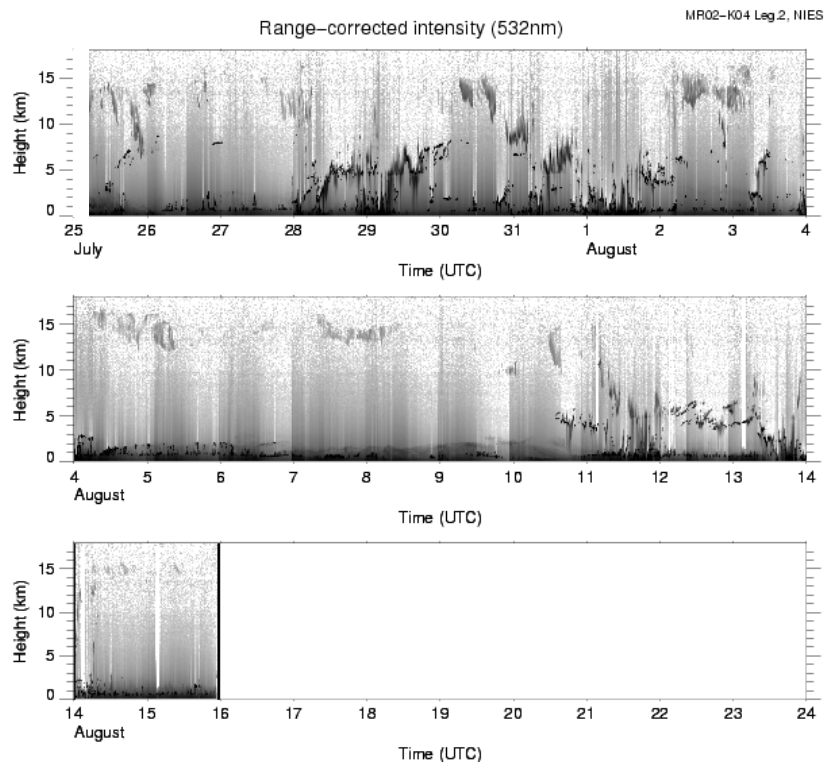 MR02-K04 Leg.2, NIES
Range-corrected intensity (532nm)
Height (km)
15
10
5
0
25 26 27 28 29 30 31 1 2 3 4
July August
Time (UTC)
Height (km)
15
10
5
0
4 5 6 7 8 9 10 11 12 13 14
August
Time (UTC)
Height (km)
15
10
5
0
14 15 16 17 18 19 20 21 22 23 24
August
Time (UTC)